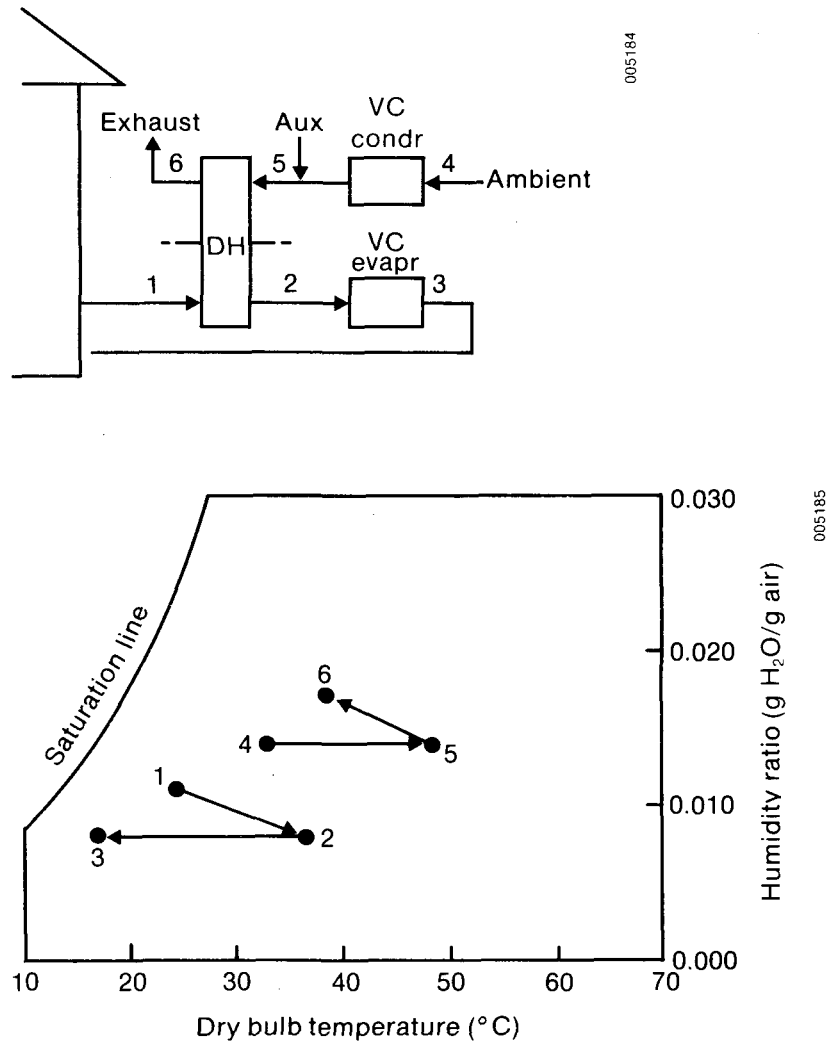 005184
VC
condr
Exhaust
Aux
6
5
4
Ambient
DH
VC
evapr
1
2
3
005185
0.030
0.020
0.010
0.000
Humidity ratio (g H₂O/g air)
Saturation line
6
4
5
1
3
2
10 20 30 40 50 60 70
Dry bulb temperature (°C)